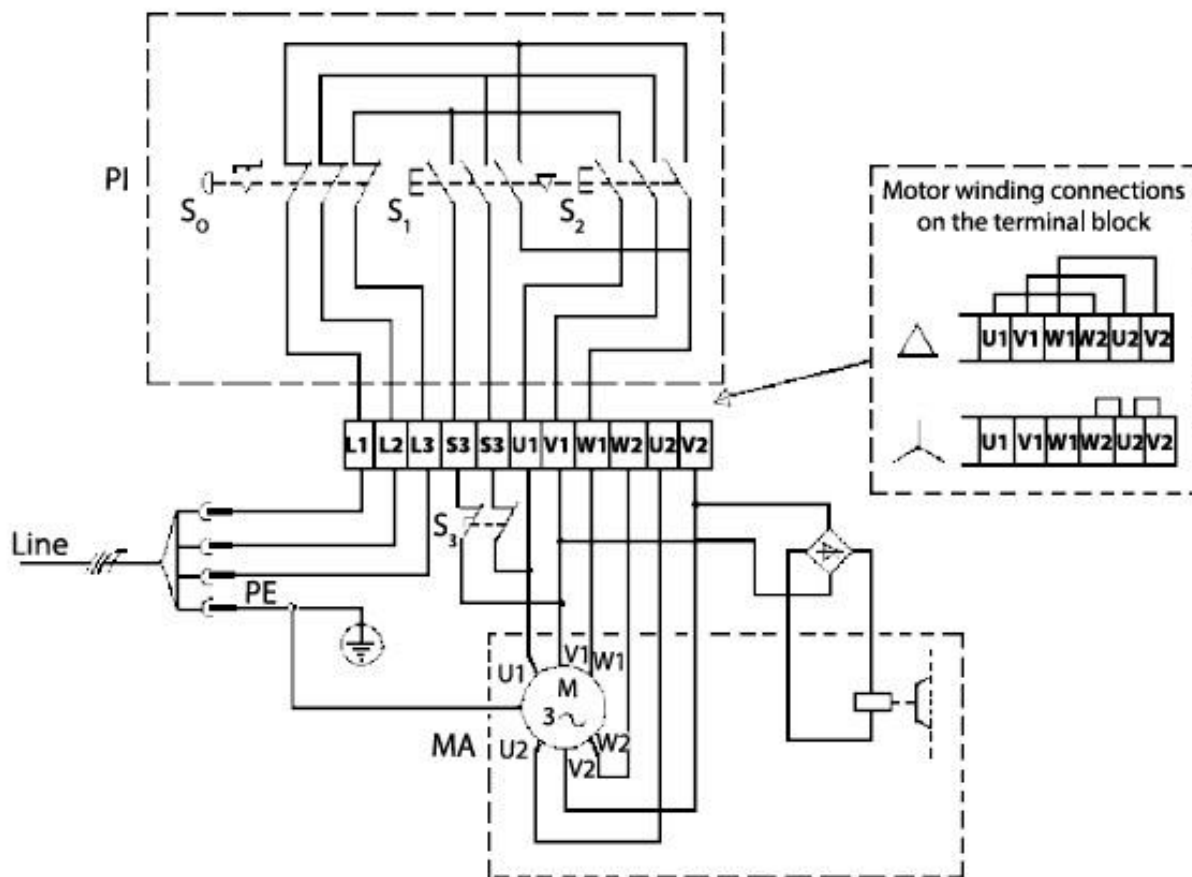 PI
S0
S1
S2
Motor winding connections
on the terminal block
U1 V1 W1 W2 U2 V2
U1 V1 W1 W2 U2 V2
L1 L2 L3 S3 S3 U1 V1 W1 W2 U2 V2
S3
Line
PE
U1 V1 W1
M
3~
MA
U2 V2 W2